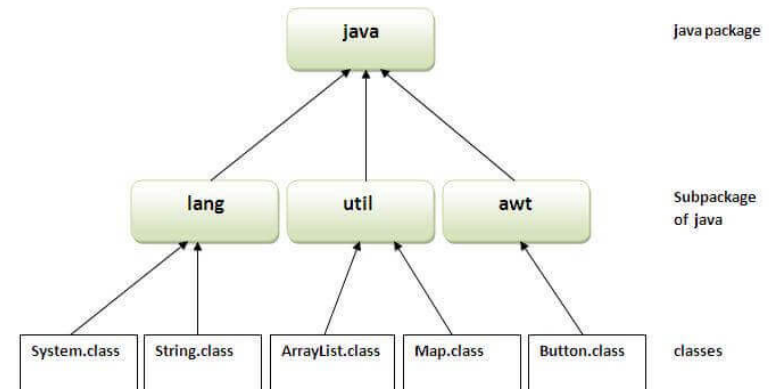 java
java package
lang
util
awt
Subpackage
of java
System.class
String.class
ArrayList.class
Map.class
Button.class
classes